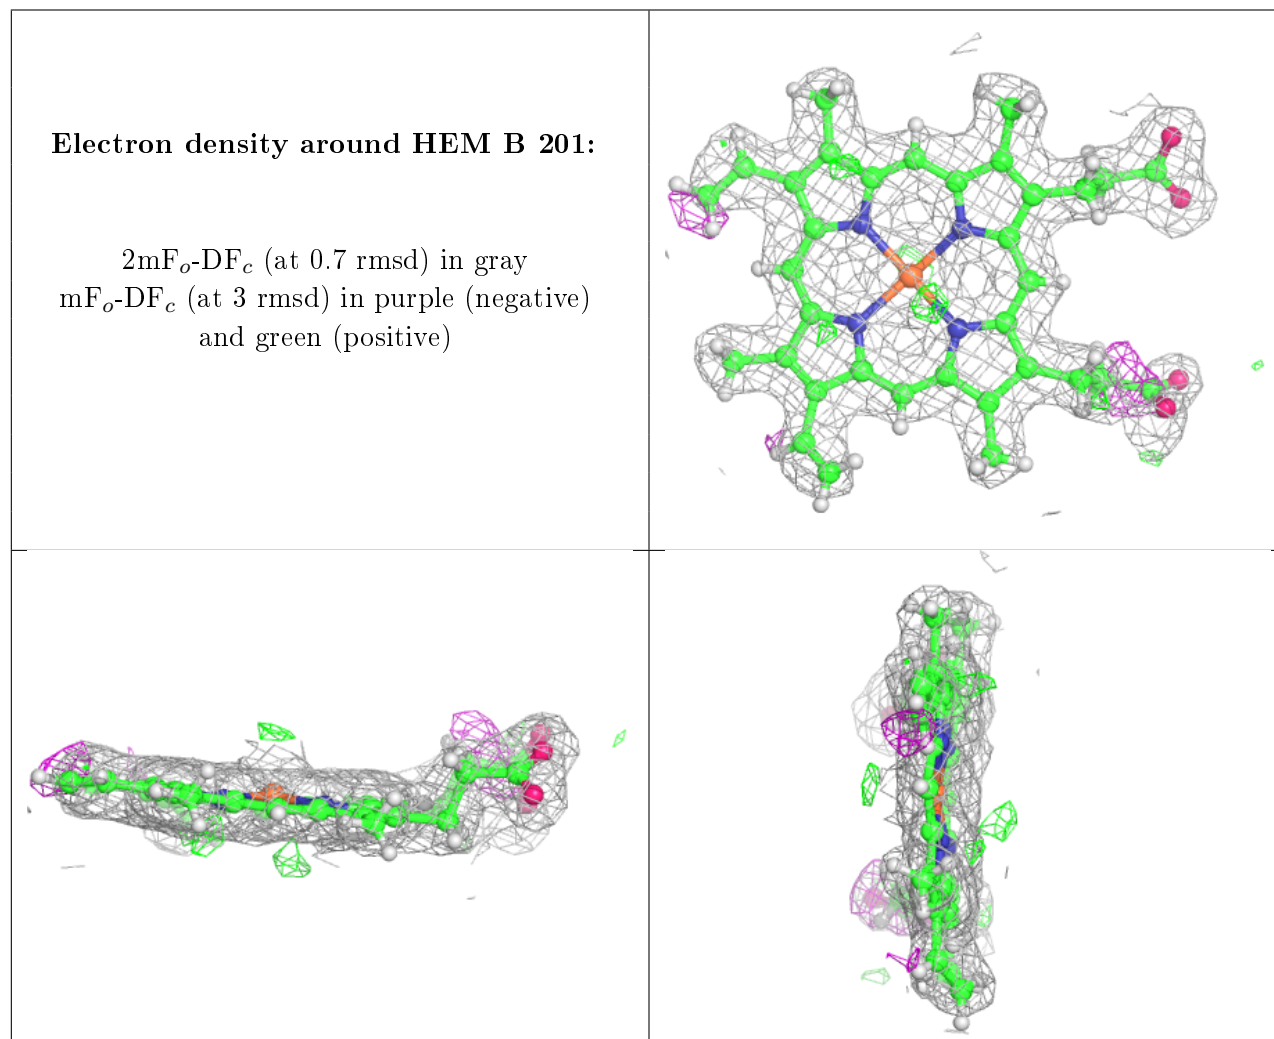 Electron density around HEM B 201:
2mFo-DFc (at 0.7 rmsd) in gray
mFo-DFc (at 3 rmsd) in purple (negative)
and green (positive)